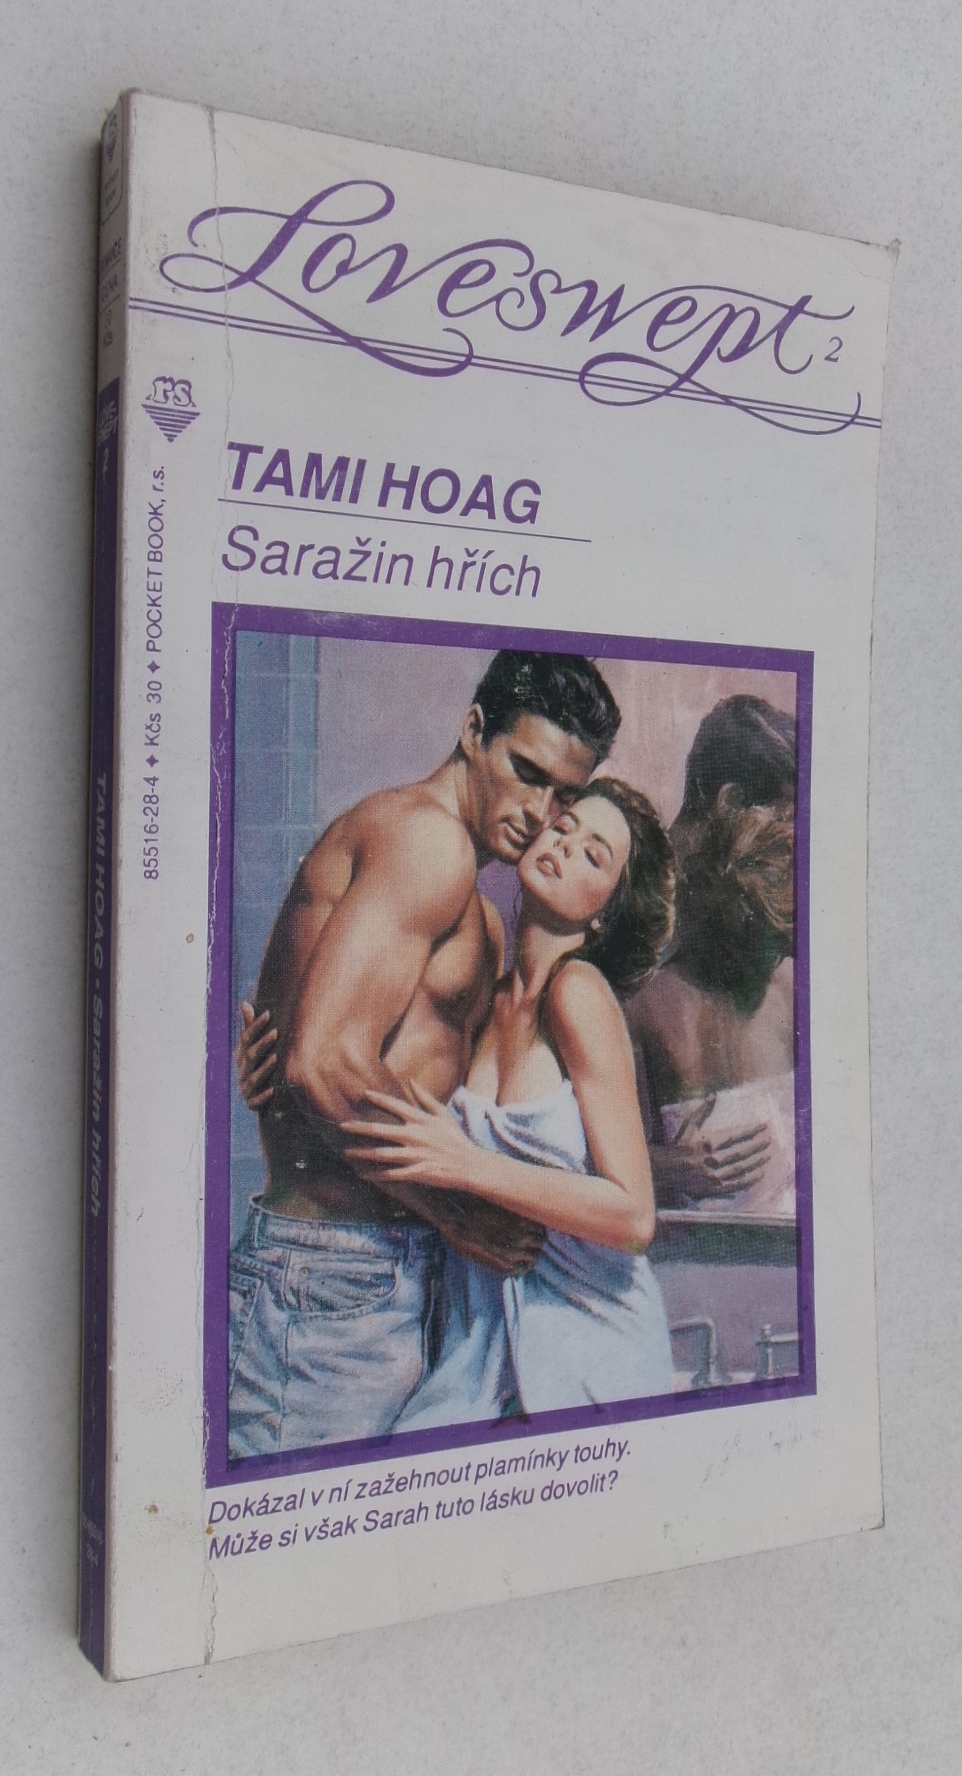 Loveswept 2
rs
TAMI HOAG
Saražin hřích
85516-28-4 ✦ Kčs 30 ✦ POCKET BOOK, r.s.
Dokázal v ní zažehnout plamínky touhy.
Může si však Sarah tuto lásku dovolit?
TAMI HOAG • Saražin hřích